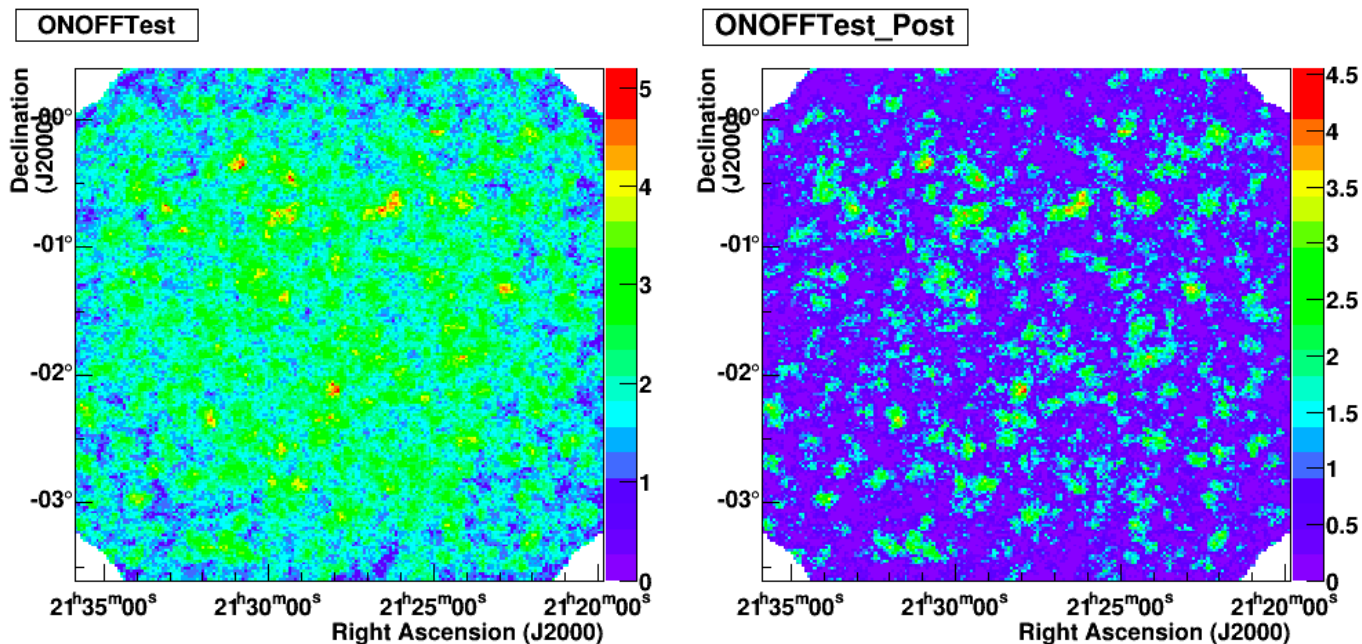 ONOFFTest
Declination
(J2000)
-00°
-01°
-02°
-03°
21h35m00s
21h30m00s
21h25m00s
21h20m00s
Right Ascension (J2000)
5
4
3
2
1
0
ONOFFTest_Post
Declination
(J2000)
-00°
-01°
-02°
-03°
21h35m00s
21h30m00s
21h25m00s
21h20m00s
Right Ascension (J2000)
4.5
4
3.5
3
2.5
2
1.5
1
0.5
0